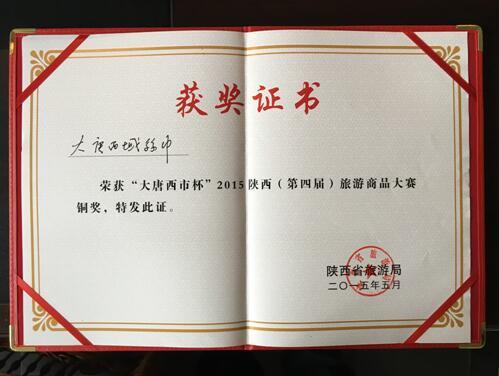 获奖证书
大唐西域丝巾
荣获“大唐西市杯”2015陕西（第四届）旅游商品大赛
铜奖，特发此证。
陕西省旅游局
二〇一五年五月